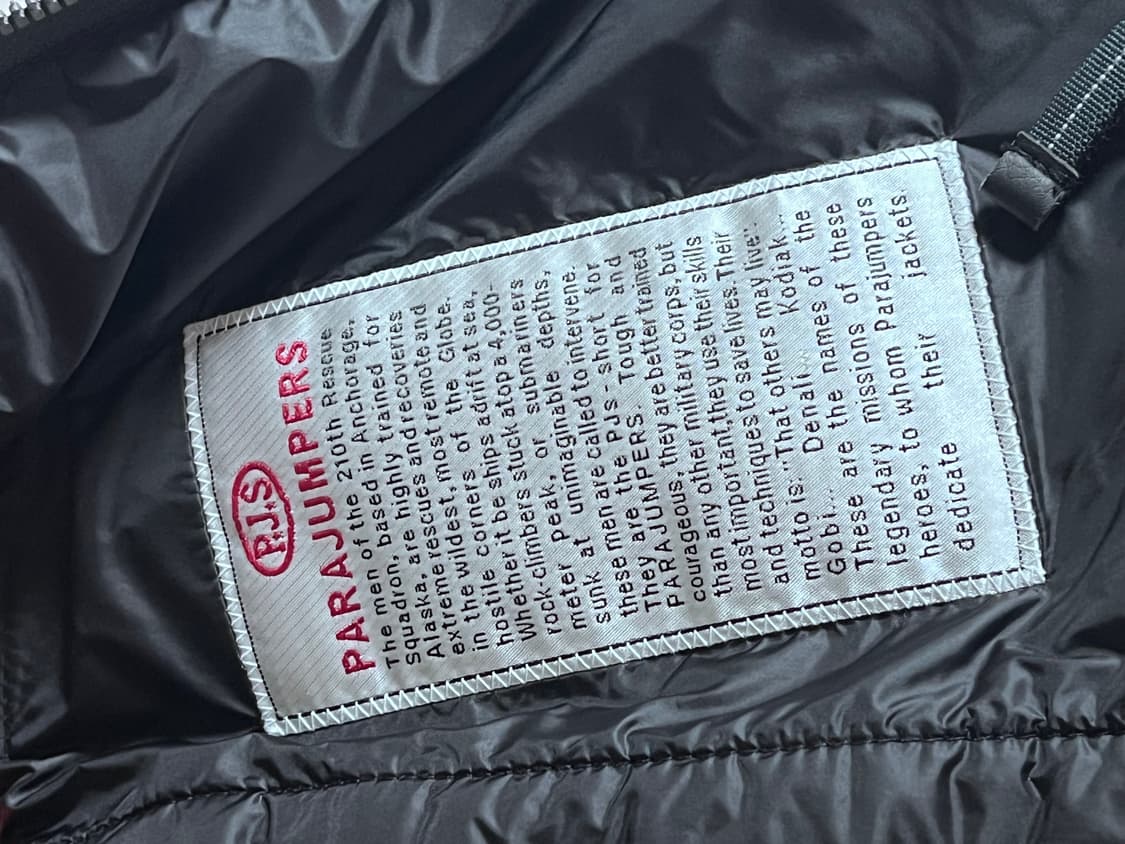 P.J.S
PARAJUMPERS
The men of the 210th Rescue
Squadron, based in Anchorage,
Alaska, are highly trained for
extreme rescues and recoveries
in the wildest, most remote and
hostile corners of the Globe.
Whether it be ships adrift at sea,
rock-climbers stuck atop a 4,000-
meter peak, or submariners
sunk at unimaginable depths,
these men are called to intervene.
They are the PJs - short for
PARAJUMPERS. Tough and
courageous, they are better trained
than any other military corps, but
most important, they use their skills
and techniques to save lives. Their
motto is: "That others may live".
Gobi... Denali... Kodiak...
These are the names of the
legendary missions of these
heroes, to whom Parajumpers
dedicate their jackets.